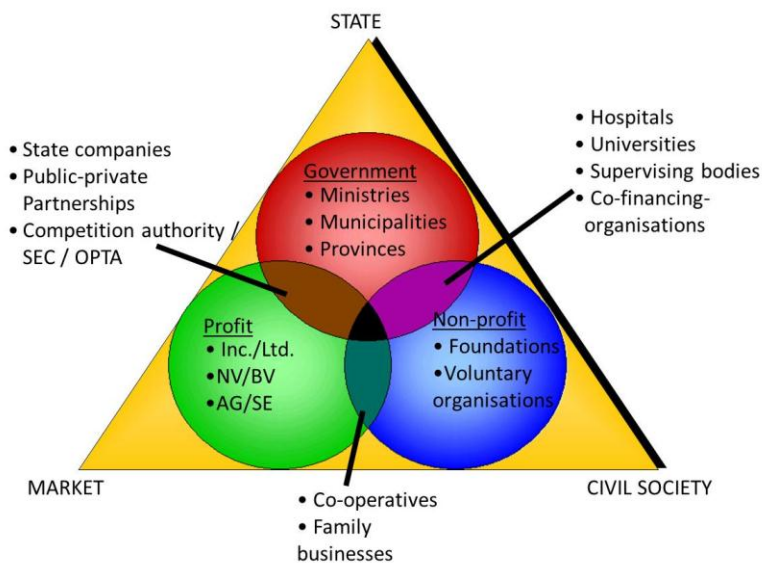 STATE
• State companies
• Public-private
Partnerships
• Competition authority /
SEC / OPTA
Government
• Ministries
• Municipalities
• Provinces
• Hospitals
• Universities
• Supervising bodies
• Co-financing-
organisations
Profit
• Inc./Ltd.
• NV/BV
• AG/SE
Non-profit
• Foundations
•Voluntary
organisations
MARKET
• Co-operatives
• Family
businesses
CIVIL SOCIETY